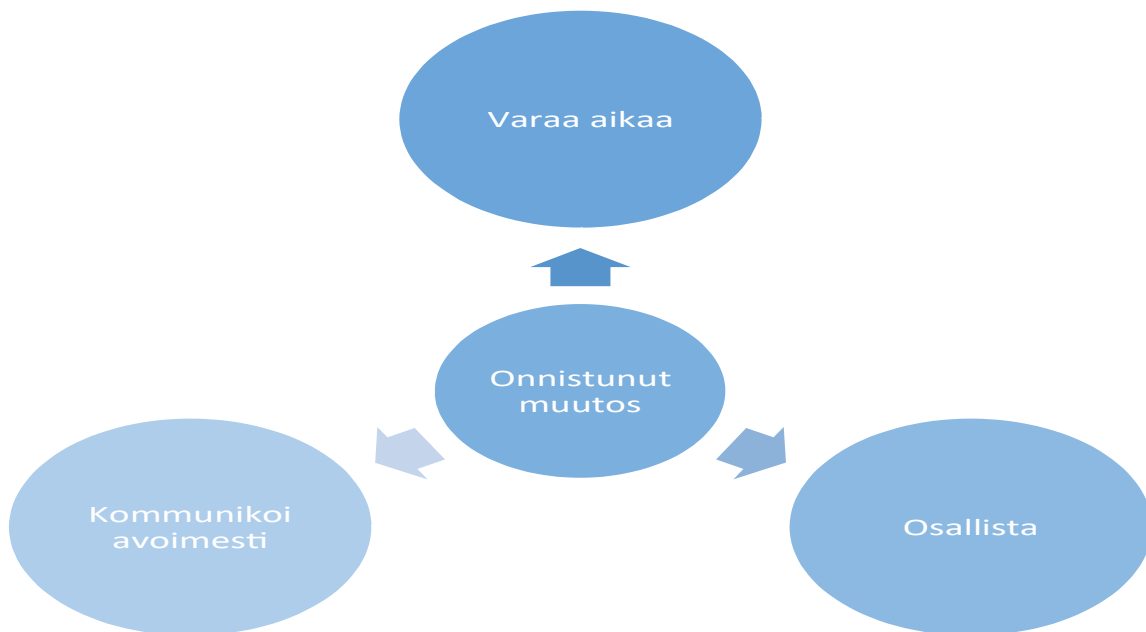 Varaa aikaa
Onnistunut
muutos
Kommunikoi
avoimesti
Osallista